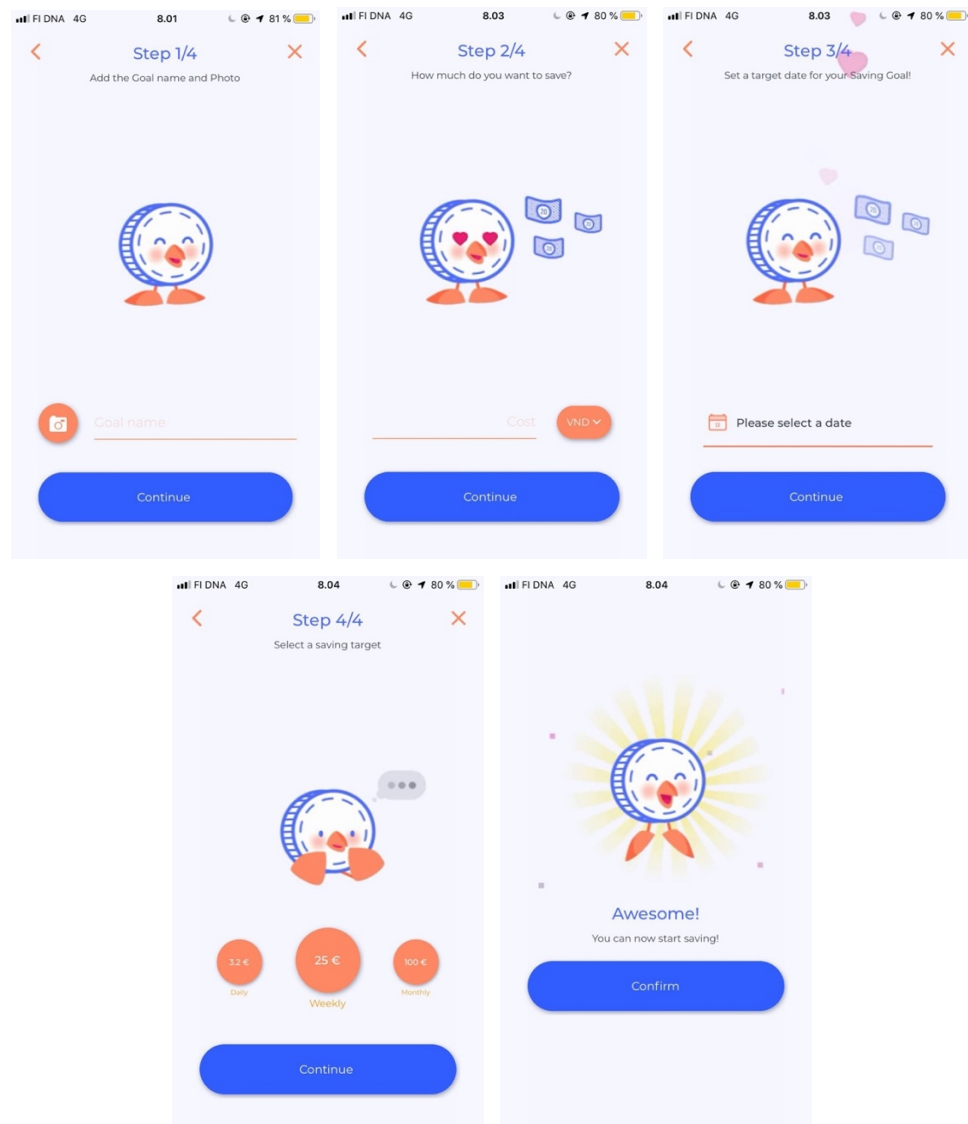 FI DNA 4G 8.01 81 %
Step 1/4
Add the Goal name and Photo
Goal name
Continue
FI DNA 4G 8.03 80 %
Step 2/4
How much do you want to save?
20
Cost VND
Continue
FI DNA 4G 8.03 80 %
Step 3/4
Set a target date for your Saving Goal!
Please select a date
Continue
FI DNA 4G 8.04 80 %
Step 4/4
Select a saving target
3.2 € 25 € 100 €
Daily Weekly Monthly
Continue
FI DNA 4G 8.04 80 %
Awesome!
You can now start saving!
Confirm